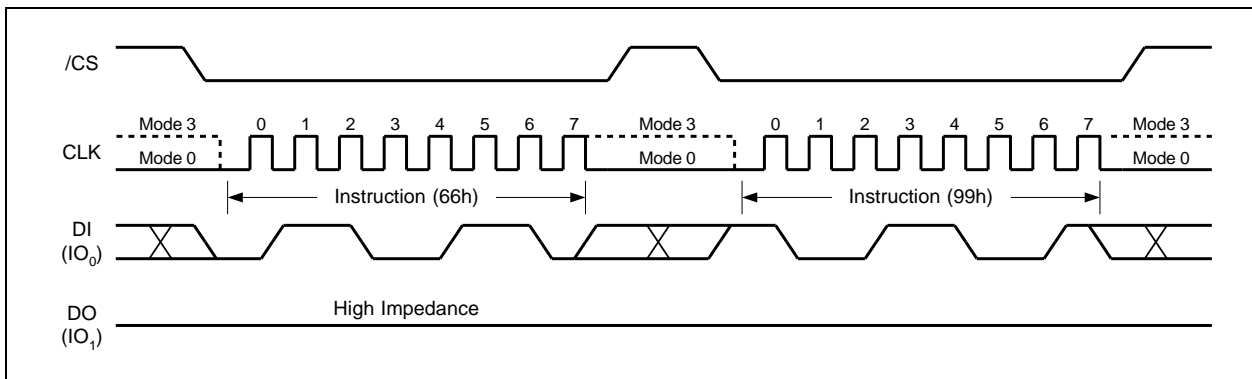 /CS
Mode 3 0 1 2 3 4 5 6 7 Mode 3 0 1 2 3 4 5 6 7 Mode 3
CLK
Mode 0 Mode 0 Mode 0
Instruction (66h) Instruction (99h)
DI
(IO₀)
High Impedance
DO
(IO₁)